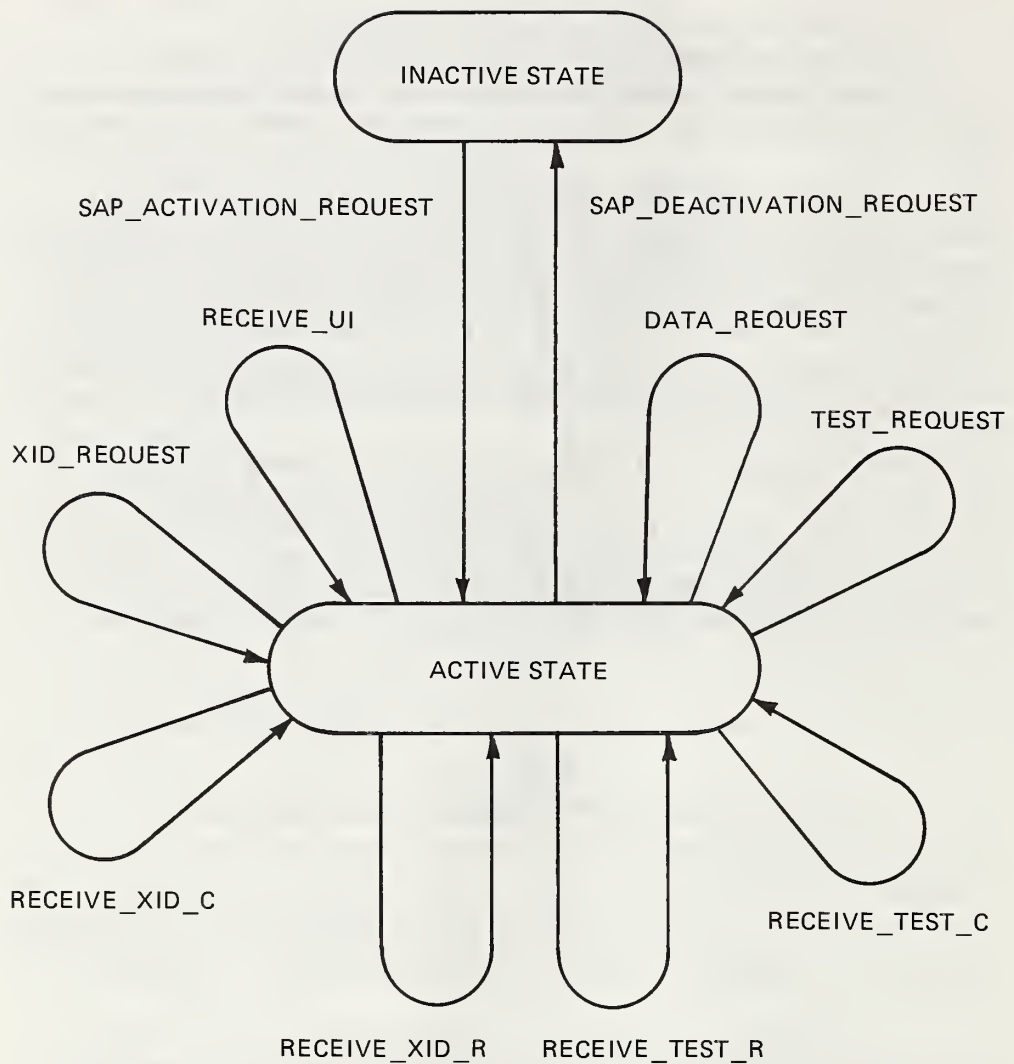 INACTIVE STATE
SAP_ACTIVATION_REQUEST
SAP_DEACTIVATION_REQUEST
RECEIVE_UI
DATA_REQUEST
XID_REQUEST
TEST_REQUEST
ACTIVE STATE
RECEIVE_XID_C
RECEIVE_TEST_C
RECEIVE_XID_R
RECEIVE_TEST_R